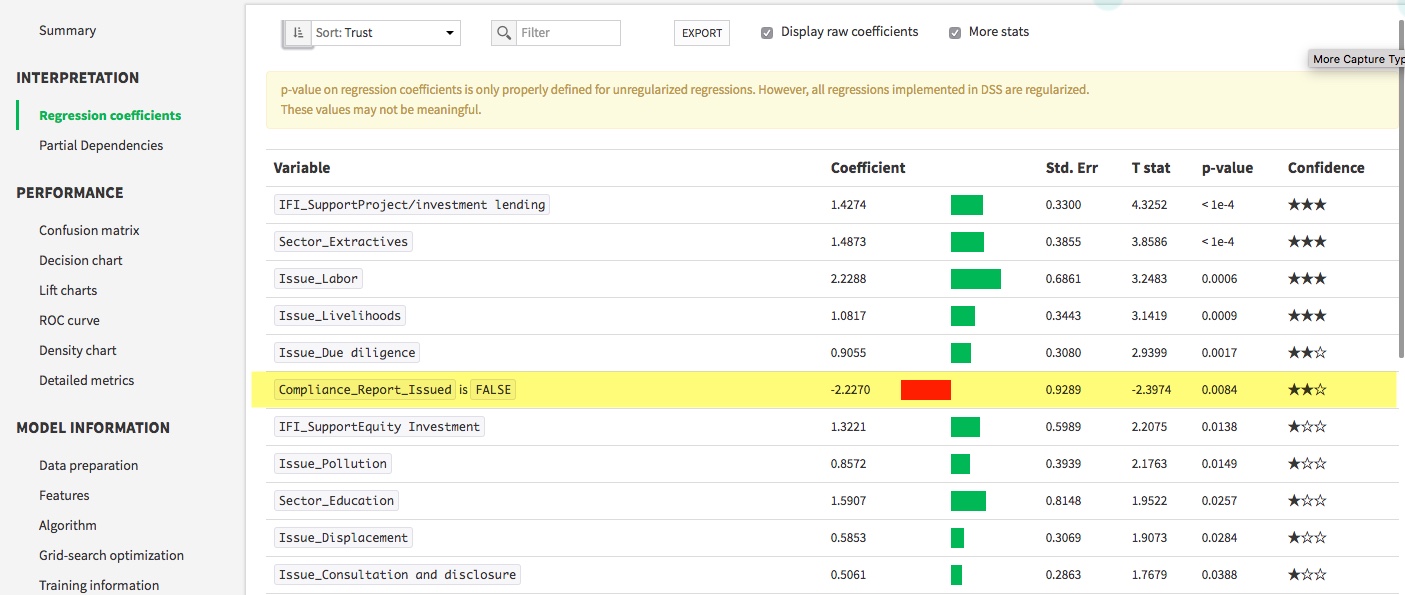 Summary
INTERPRETATION
Regression coefficients
Partial Dependencies
PERFORMANCE
Confusion matrix
Decision chart
Lift charts
ROC curve
Density chart
Detailed metrics
MODEL INFORMATION
Data preparation
Features
Algorithm
Grid-search optimization
Training information
Sort: Trust Filter EXPORT Display raw coefficients More stats
More Capture Typ
p-value on regression coefficients is only properly defined for unregularized regressions. However, all regressions implemented in DSS are regularized.
These values may not be meaningful.
Variable Coefficient Std. Err T stat p-value Confidence
IFI_SupportProject/investment lending 1.4274 0.3300 4.3252 < 1e-4 ★★★
Sector_Extractives 1.4873 0.3855 3.8586 < 1e-4 ★★★
Issue_Labor 2.2288 0.6861 3.2483 0.0006 ★★★
Issue_Livelihoods 1.0817 0.3443 3.1419 0.0009 ★★★
Issue_Due diligence 0.9055 0.3080 2.9399 0.0017 ★★☆
Compliance_Report_Issued is FALSE -2.2270 0.9289 -2.3974 0.0084 ★★☆
IFI_SupportEquity Investment 1.3221 0.5989 2.2075 0.0138 ★☆☆
Issue_Pollution 0.8572 0.3939 2.1763 0.0149 ★☆☆
Sector_Education 1.5907 0.8148 1.9522 0.0257 ★☆☆
Issue_Displacement 0.5853 0.3069 1.9073 0.0284 ★☆☆
Issue_Consultation and disclosure 0.5061 0.2863 1.7679 0.0388 ★☆☆